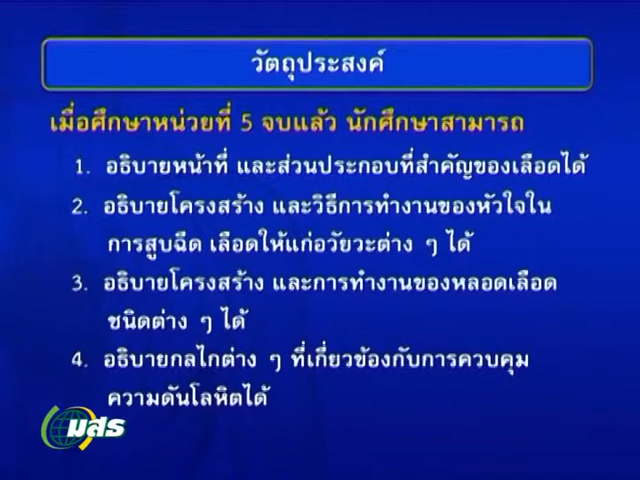 วัตถุประสงค์
เมื่อศึกษาหน่วยที่ 5 จบแล้ว นักศึกษาสามารถ
1. อธิบายหน้าที่ และส่วนประกอบที่สำคัญของเลือดได้
2. อธิบายโครงสร้าง และวิธีการทำงานของหัวใจใน
การสูบฉีด เลือดให้แก่อวัยวะต่าง ๆ ได้
3. อธิบายโครงสร้าง และการทำงานของหลอดเลือด
ชนิดต่าง ๆ ได้
4. อธิบายกลไกต่าง ๆ ที่เกี่ยวข้องกับการควบคุม
ความดันโลหิตได้
มสธ